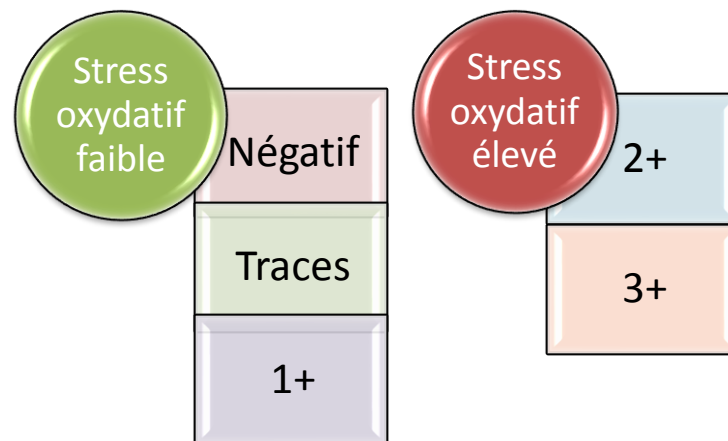 Stress
oxydatif
faible
Négatif
Traces
1+
Stress
oxydatif
élevé
2+
3+